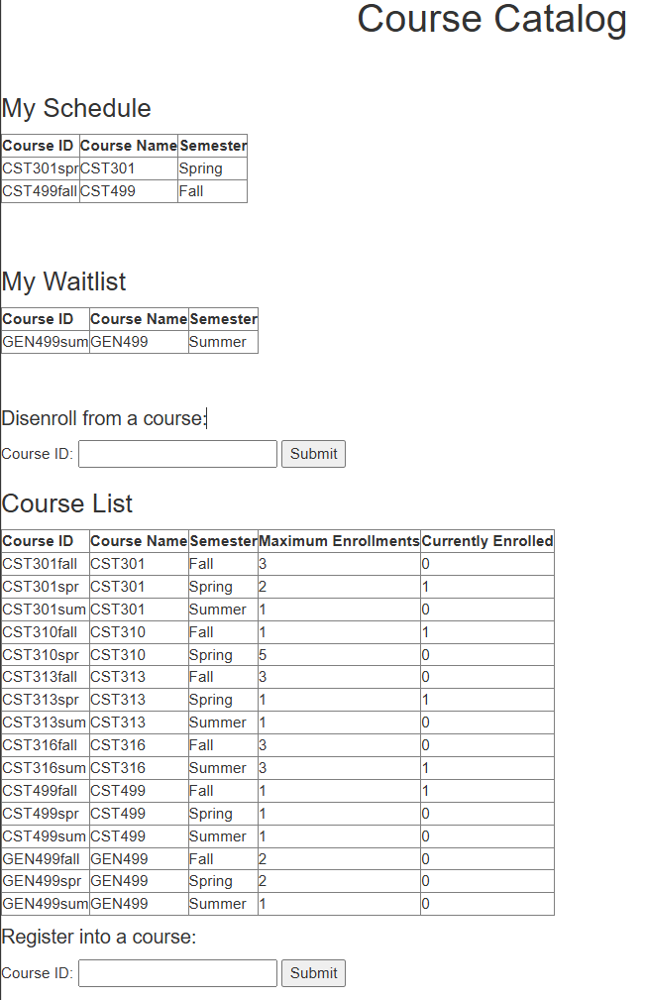 Course Catalog
My Schedule
Course ID Course Name Semester
CST301spr CST301 Spring
CST499fall CST499 Fall
My Waitlist
Course ID Course Name Semester
GEN499sum GEN499 Summer
Disenroll from a course:
Course ID: Submit
Course List
Course ID Course Name Semester Maximum Enrollments Currently Enrolled
CST301fall CST301 Fall 3 0
CST301spr CST301 Spring 2 1
CST301sum CST301 Summer 1 0
CST310fall CST310 Fall 1 1
CST310spr CST310 Spring 5 0
CST313fall CST313 Fall 3 0
CST313spr CST313 Spring 1 1
CST313sum CST313 Summer 1 0
CST316fall CST316 Fall 3 0
CST316sum CST316 Summer 3 1
CST499fall CST499 Fall 1 1
CST499spr CST499 Spring 1 0
CST499sum CST499 Summer 1 0
GEN499fall GEN499 Fall 2 0
GEN499spr GEN499 Spring 2 0
GEN499sum GEN499 Summer 1 0
Register into a course:
Course ID: Submit